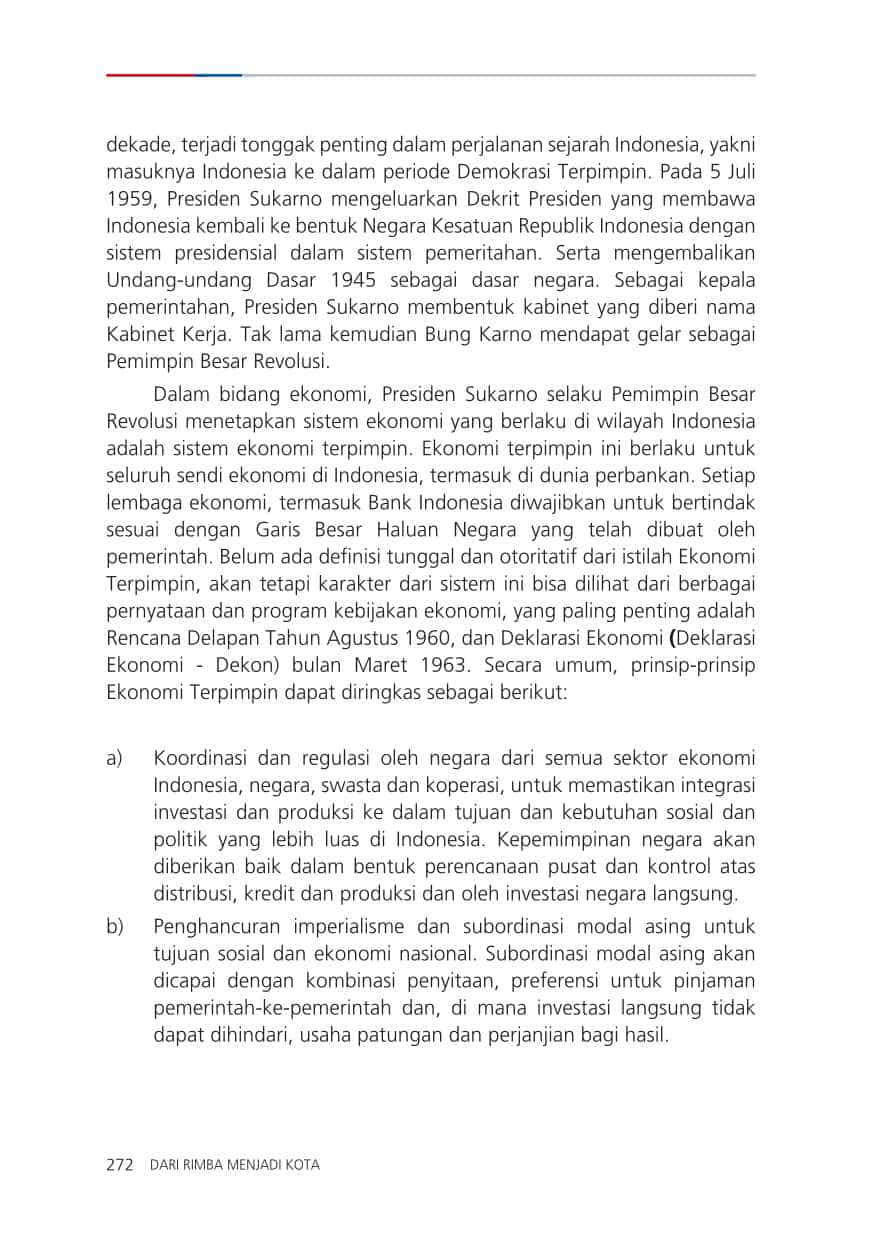 dekade, terjadi tonggak penting dalam perjalanan sejarah Indonesia, yakni
masuknya Indonesia ke dalam periode Demokrasi Terpimpin. Pada 5 Juli
1959, Presiden Sukarno mengeluarkan Dekrit Presiden yang membawa
Indonesia kembali ke bentuk Negara Kesatuan Republik Indonesia dengan
sistem presidensial dalam sistem pemeritahan. Serta mengembalikan
Undang-undang Dasar 1945 sebagai dasar negara. Sebagai kepala
pemerintahan, Presiden Sukarno membentuk kabinet yang diberi nama
Kabinet Kerja. Tak lama kemudian Bung Karno mendapat gelar sebagai
Pemimpin Besar Revolusi.
Dalam bidang ekonomi, Presiden Sukarno selaku Pemimpin Besar
Revolusi menetapkan sistem ekonomi yang berlaku di wilayah Indonesia
adalah sistem ekonomi terpimpin. Ekonomi terpimpin ini berlaku untuk
seluruh sendi ekonomi di Indonesia, termasuk di dunia perbankan. Setiap
lembaga ekonomi, termasuk Bank Indonesia diwajibkan untuk bertindak
sesuai dengan Garis Besar Haluan Negara yang telah dibuat oleh
pemerintah. Belum ada definisi tunggal dan otoritatif dari istilah Ekonomi
Terpimpin, akan tetapi karakter dari sistem ini bisa dilihat dari berbagai
pernyataan dan program kebijakan ekonomi, yang paling penting adalah
Rencana Delapan Tahun Agustus 1960, dan Deklarasi Ekonomi (Deklarasi
Ekonomi - Dekon) bulan Maret 1963. Secara umum, prinsip-prinsip
Ekonomi Terpimpin dapat diringkas sebagai berikut:
a) Koordinasi dan regulasi oleh negara dari semua sektor ekonomi
Indonesia, negara, swasta dan koperasi, untuk memastikan integrasi
investasi dan produksi ke dalam tujuan dan kebutuhan sosial dan
politik yang lebih luas di Indonesia. Kepemimpinan negara akan
diberikan baik dalam bentuk perencanaan pusat dan kontrol atas
distribusi, kredit dan produksi dan oleh investasi negara langsung.
b) Penghancuran imperialisme dan subordinasi modal asing untuk
tujuan sosial dan ekonomi nasional. Subordinasi modal asing akan
dicapai dengan kombinasi penyitaan, preferensi untuk pinjaman
pemerintah-ke-pemerintah dan, di mana investasi langsung tidak
dapat dihindari, usaha patungan dan perjanjian bagi hasil.
272 DARI RIMBA MENJADI KOTA